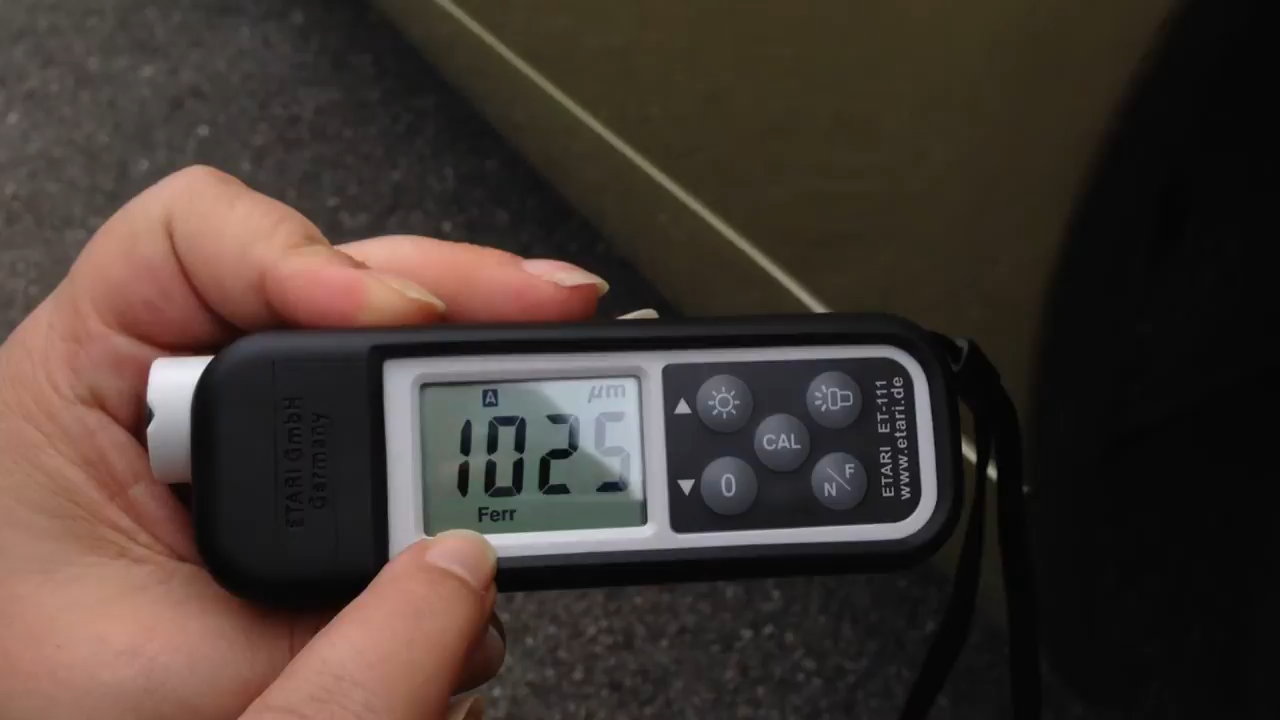 ETARI GmbH
Germany
A
µm
1025
Ferr
CAL
0
N/F
ETARI ET-111
www.etari.de